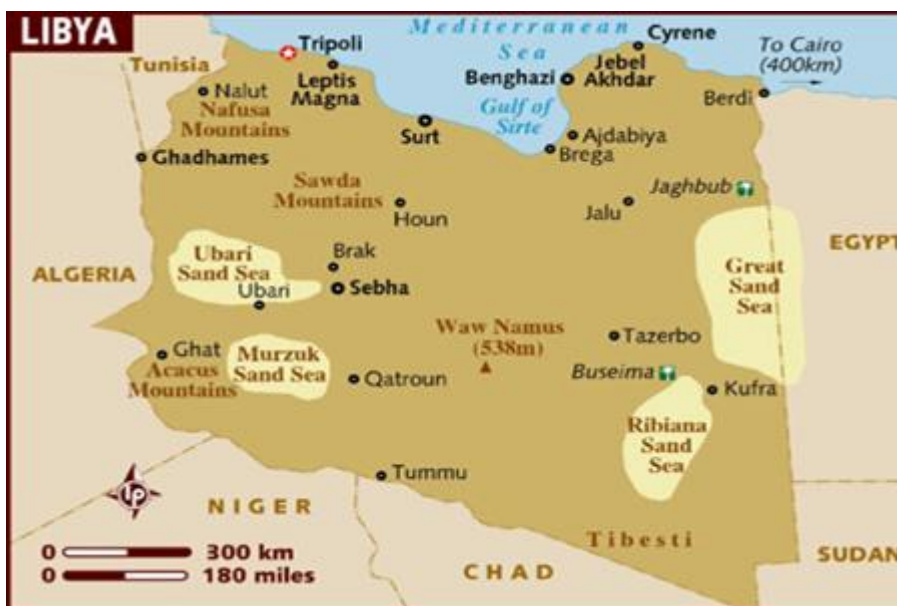 LIBYA
Mediterranean
Sea
Tripoli
Cyrene
To Cairo
(400km)
Tunisia
Leptis
Magna
Benghazi
Jebel
Akhdar
Nalut
Nafusa
Mountains
Gulf of
Sirte
Berdi
Surt
Ajdabiya
Brega
Ghadhames
Sawda
Mountains
Houn
Jaghbub
Jalu
Ubari
Sand Sea
Brak
ALGERIA
EGYPT
Great
Sand
Sea
Ubari
Sebha
Waw Namus
(538m)
Tazerbo
Ghat
Acacus
Mountains
Murzuk
Sand Sea
Qatroun
Buseima
Kufra
Ribiana
Sand
Sea
Tummu
lp
NIGER
Tibesti
0 300 km
0 180 miles
CHAD
SUDAN